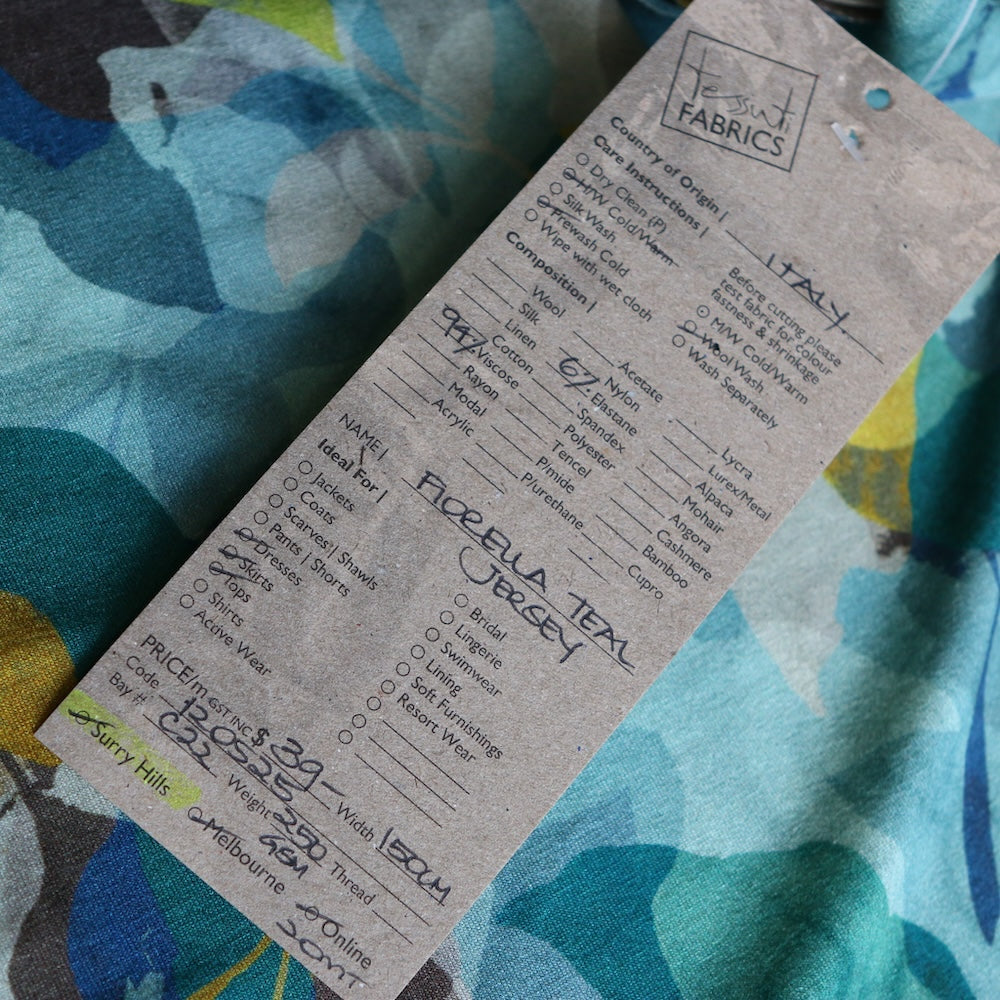 Tessuti
FABRICS
Country of Origin | ITALY
Care Instructions |
Dry Clean (P)
H/W Cold/Warm
Silk Wash
Prewash Cold
Wipe with wet cloth
Before cutting please
test fabric for colour
fastness & shrinkage
M/W Cold/Warm
Wool Wash
Wash Separately
Composition |
Wool
Silk
Linen
Cotton
94% Viscose
Rayon
Modal
Acrylic
Acetate
Nylon
6% Elastane
Spandex
Polyester
Tencel
P/mide
P/urethane
Lycra
Lurex/Metal
Alpaca
Mohair
Angora
Cashmere
Bamboo
Cupro
NAME | FIORELLA TEAL
JERSEY
Ideal For |
Jackets
Coats
Scarves | Shawls
Pants | Shorts
Dresses
Skirts
Tops
Shirts
Active Wear
Bridal
Lingerie
Swimwear
Lining
Soft Furnishings
Resort Wear
PRICE/m GST INC $ 39- Width 150CM
Code 130525 Weight 250 GSM Thread
Bay # C22
Surry Hills
Melbourne
Online
30MT